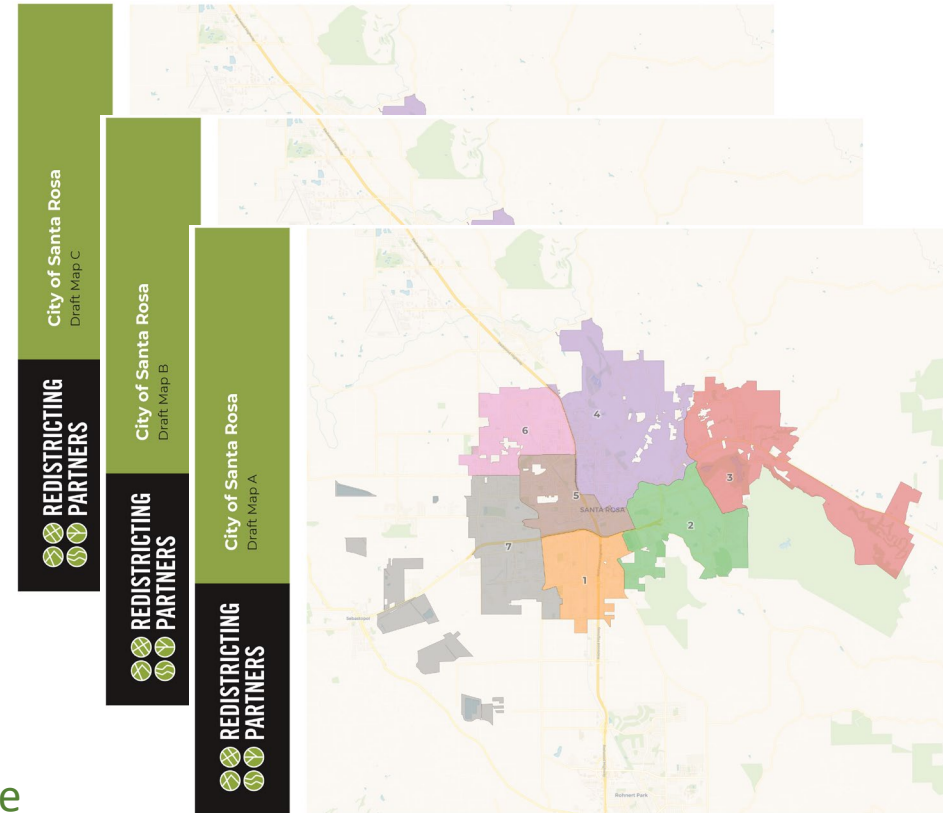 City of Santa Rosa
Draft Map C
REDISTRICTING
PARTNERS
City of Santa Rosa
Draft Map B
REDISTRICTING
PARTNERS
City of Santa Rosa
Draft Map A
REDISTRICTING
PARTNERS
4
6
3
5
SANTA ROSA
2
7
1
Sebastopol
Rohnert Park
e